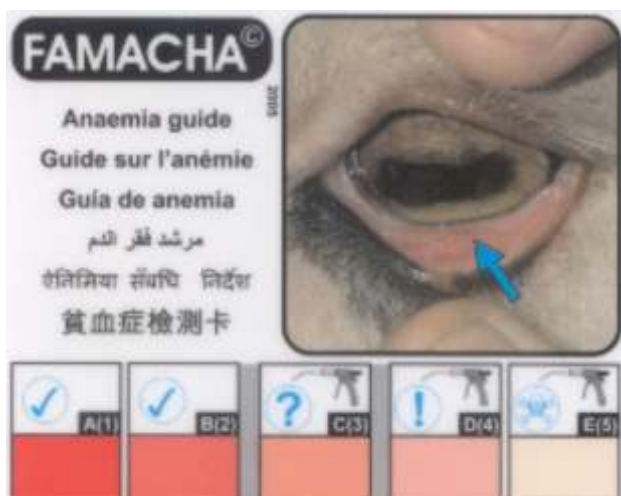 FAMACHA©
Anaemia guide
Guide sur l'anémie
Guía de anemia
مرشد فقر الدم
ऐनिमिया निर्देश
貧血症檢測卡
? !
A(1) B(2) C(3) D(4) E(5)